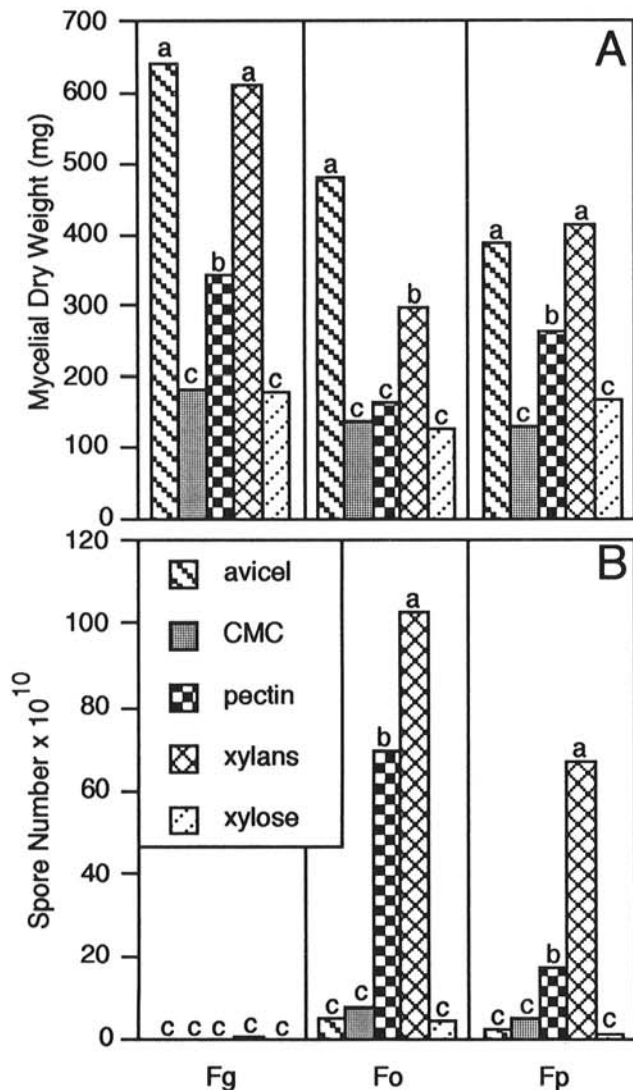 700
600
500
400
300
200
100
0
Mycelial Dry Weight (mg)
A
a
c
b
a
c
a
c
c
b
c
a
c
b
a
c
120
100
80
60
40
20
0
Spore Number x 10^10
B
avicel
CMC
pectin
xylans
xylose
c c c c c
c
c
b
a
c
c
c
b
a
c
Fg Fo Fp